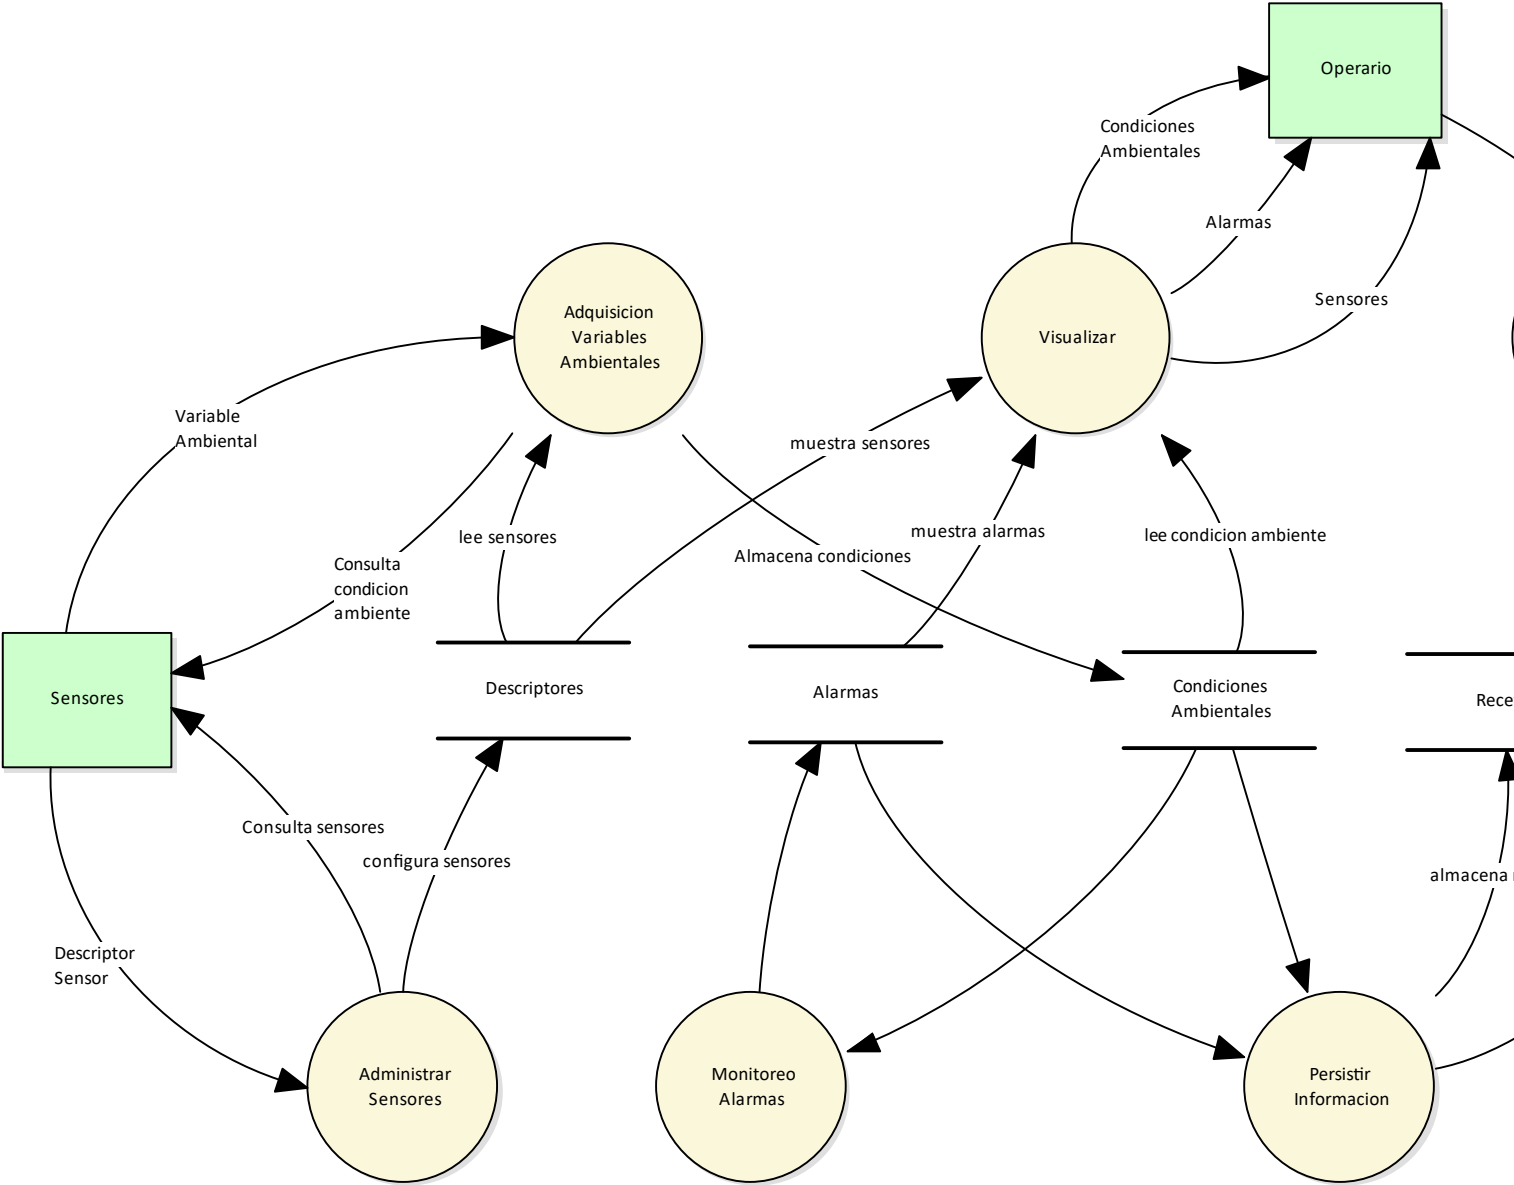 Operario
Condiciones
Ambientales
Alarmas
Sensores
Adquisicion
Variables
Ambientales
Visualizar
Variable
Ambiental
muestra sensores
lee sensores
muestra alarmas
lee condicion ambiente
Almacena condiciones
Consulta
condicion
ambiente
Sensores
Descriptores
Alarmas
Condiciones
Ambientales
Consulta sensores
configura sensores
almacena
Descriptor
Sensor
Administrar
Sensores
Monitoreo
Alarmas
Persistir
Informacion